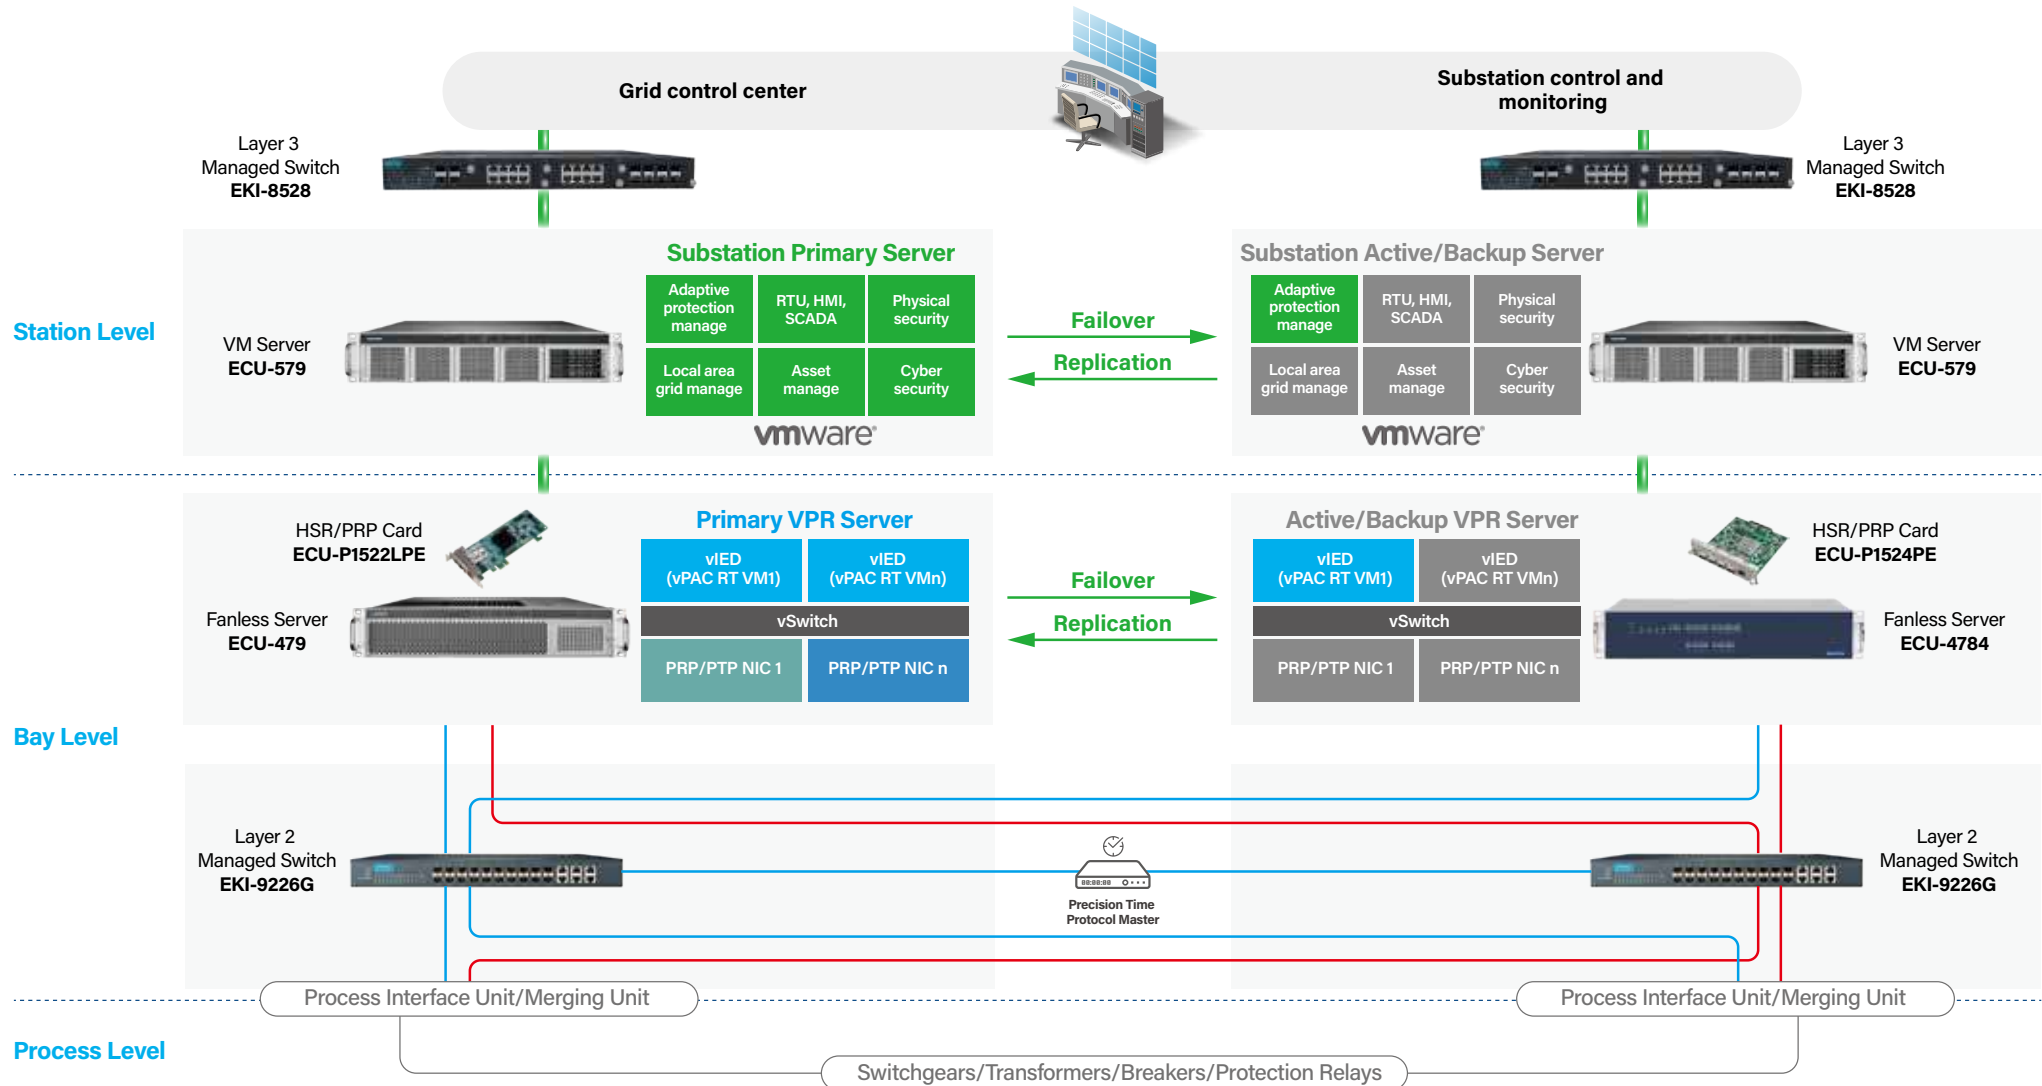 Grid control center
Substation control and
monitoring
Layer 3
Managed Switch
EKI-8528
Layer 3
Managed Switch
EKI-8528
Station Level
VM Server
ECU-579
Substation Primary Server
Adaptive
protection
manage
RTU, HMI,
SCADA
Physical
security
Local area
grid manage
Asset
manage
Cyber
security
vmware®
Failover
Replication
Substation Active/Backup Server
Adaptive
protection
manage
RTU, HMI,
SCADA
Physical
security
Local area
grid manage
Asset
manage
Cyber
security
vmware®
VM Server
ECU-579
Bay Level
HSR/PRP Card
ECU-P1522LPE
Fanless Server
ECU-479
Primary VPR Server
vIED
(vPAC RT VM1)
vIED
(vPAC RT VMn)
vSwitch
PRP/PTP NIC 1
PRP/PTP NIC n
Failover
Replication
Active/Backup VPR Server
vIED
(vPAC RT VM1)
vIED
(vPAC RT VMn)
vSwitch
PRP/PTP NIC 1
PRP/PTP NIC n
HSR/PRP Card
ECU-P1524PE
Fanless Server
ECU-4784
Layer 2
Managed Switch
EKI-9226G
00:00:00
Precision Time
Protocol Master
Layer 2
Managed Switch
EKI-9226G
Process Interface Unit/Merging Unit
Process Interface Unit/Merging Unit
Process Level
Switchgears/Transformers/Breakers/Protection Relays